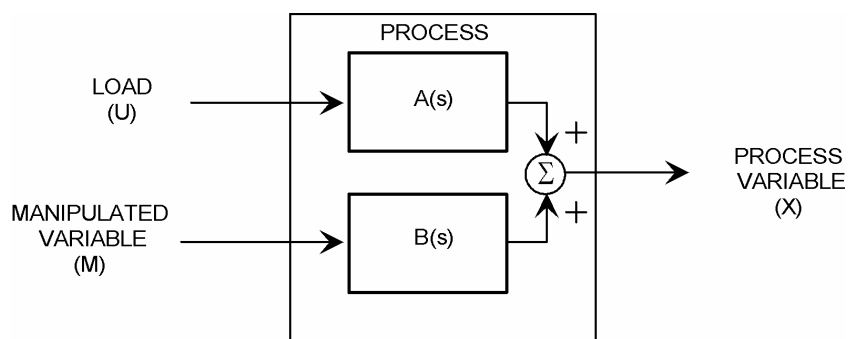 PROCESS
LOAD
(U)
A(s)
+
Σ
PROCESS
VARIABLE
(X)
+
MANIPULATED
VARIABLE
(M)
B(s)